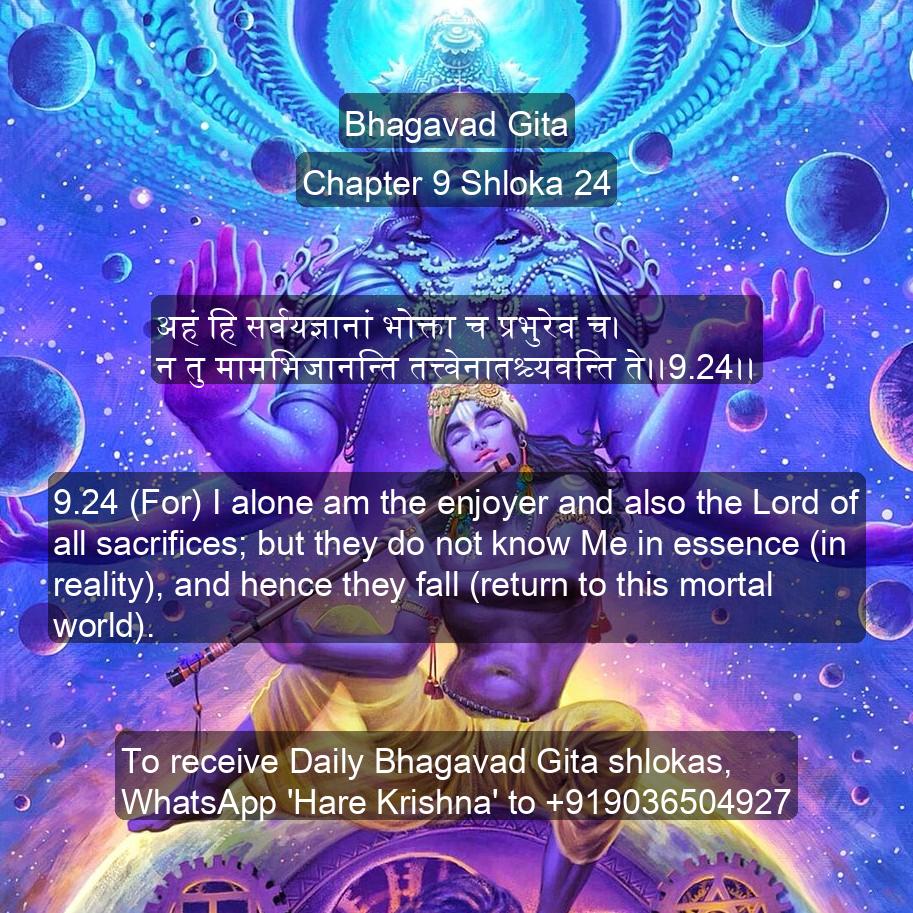 Bhagavad Gita
Chapter 9 Shloka 24
अहं हि सर्वयज्ञानां भोक्ता च प्रभुरेव च।
न तु मामभिजानन्ति तत्त्वेनातश्च्यवन्ति ते।।9.24।।
9.24 (For) I alone am the enjoyer and also the Lord of
all sacrifices; but they do not know Me in essence (in
reality), and hence they fall (return to this mortal
world).
To receive Daily Bhagavad Gita shlokas,
WhatsApp 'Hare Krishna' to +919036504927